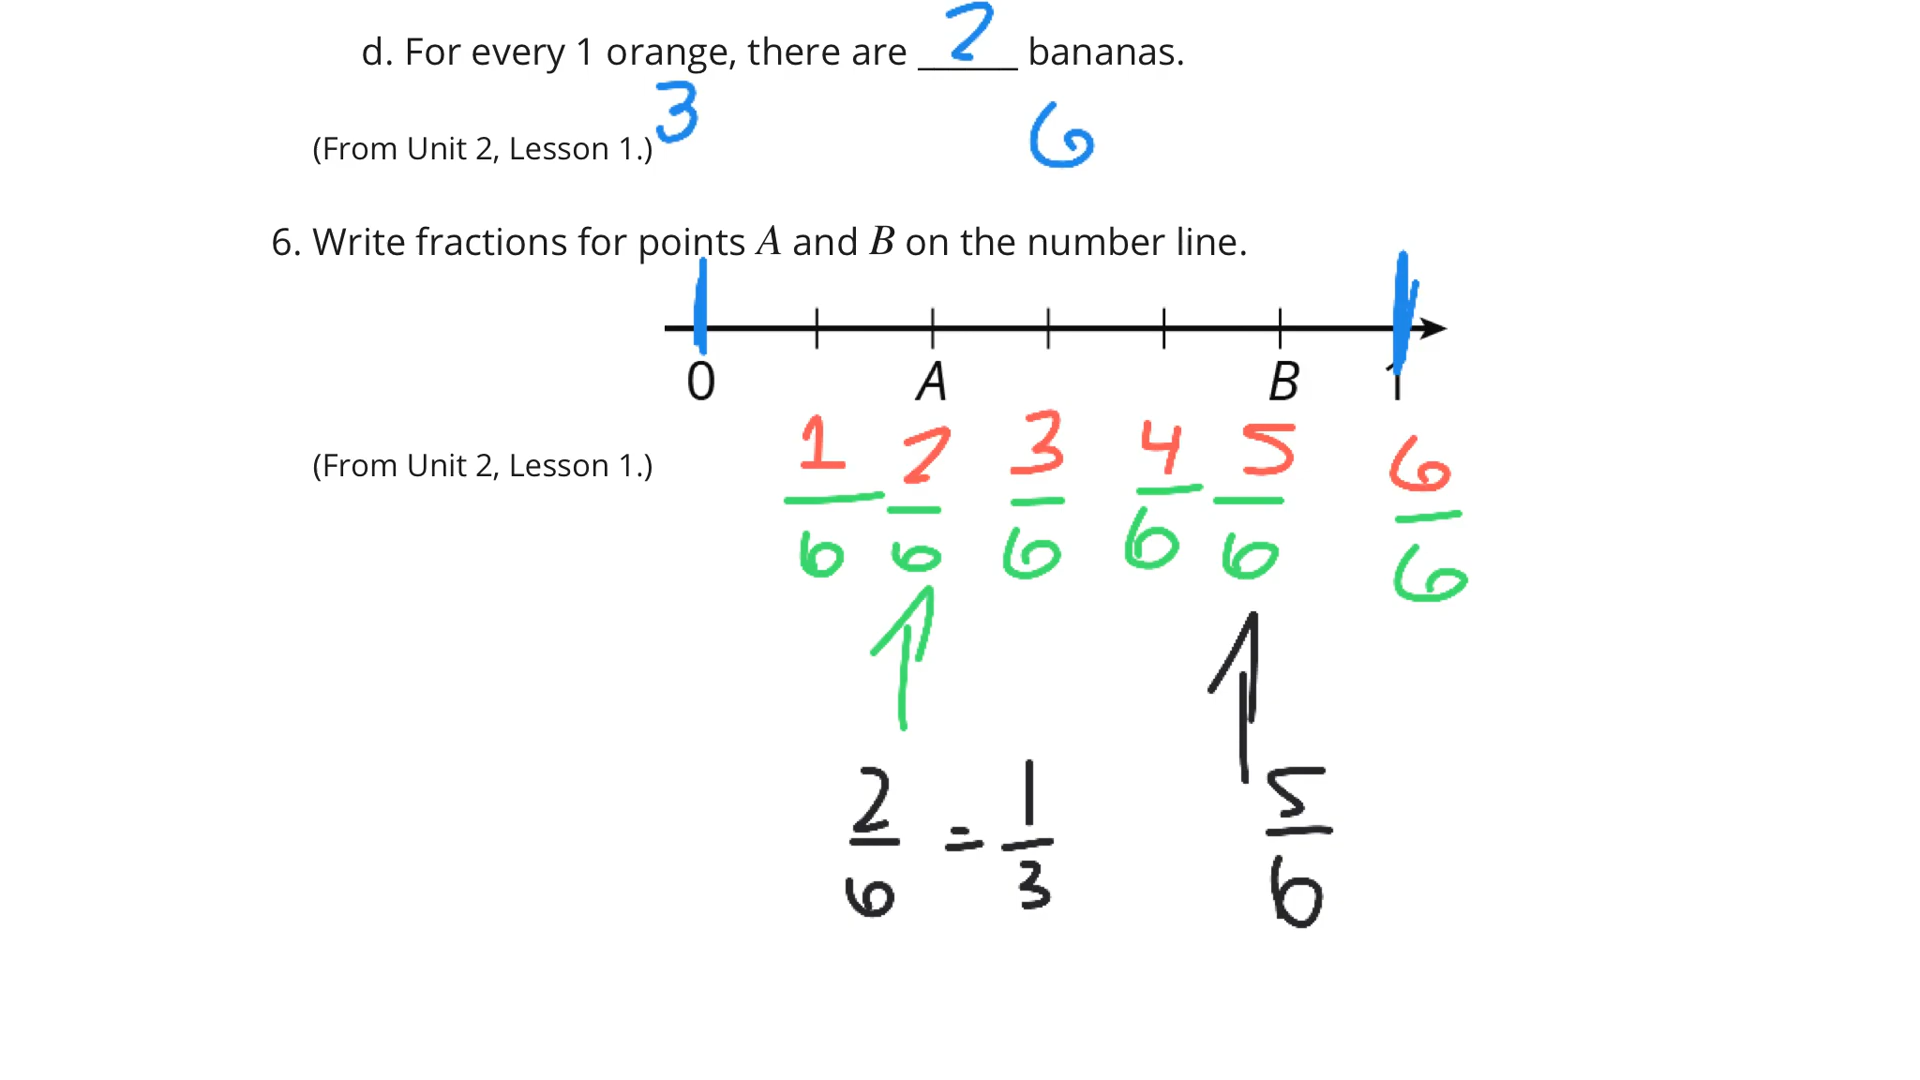 d. For every 1 orange, there are 2 bananas.
3 6
(From Unit 2, Lesson 1.)
6. Write fractions for points A and B on the number line.
0 A B 1
1/6 2/6 3/6 4/6 5/6 6/6
(From Unit 2, Lesson 1.)
2/6 = 1/3 5/6